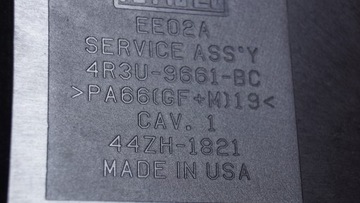 EE02A
SERVICE ASS'Y
4R3U-9661-BC
>PA66(GF+M)19<
CAV. 1
44ZH-1821
MADE IN USA